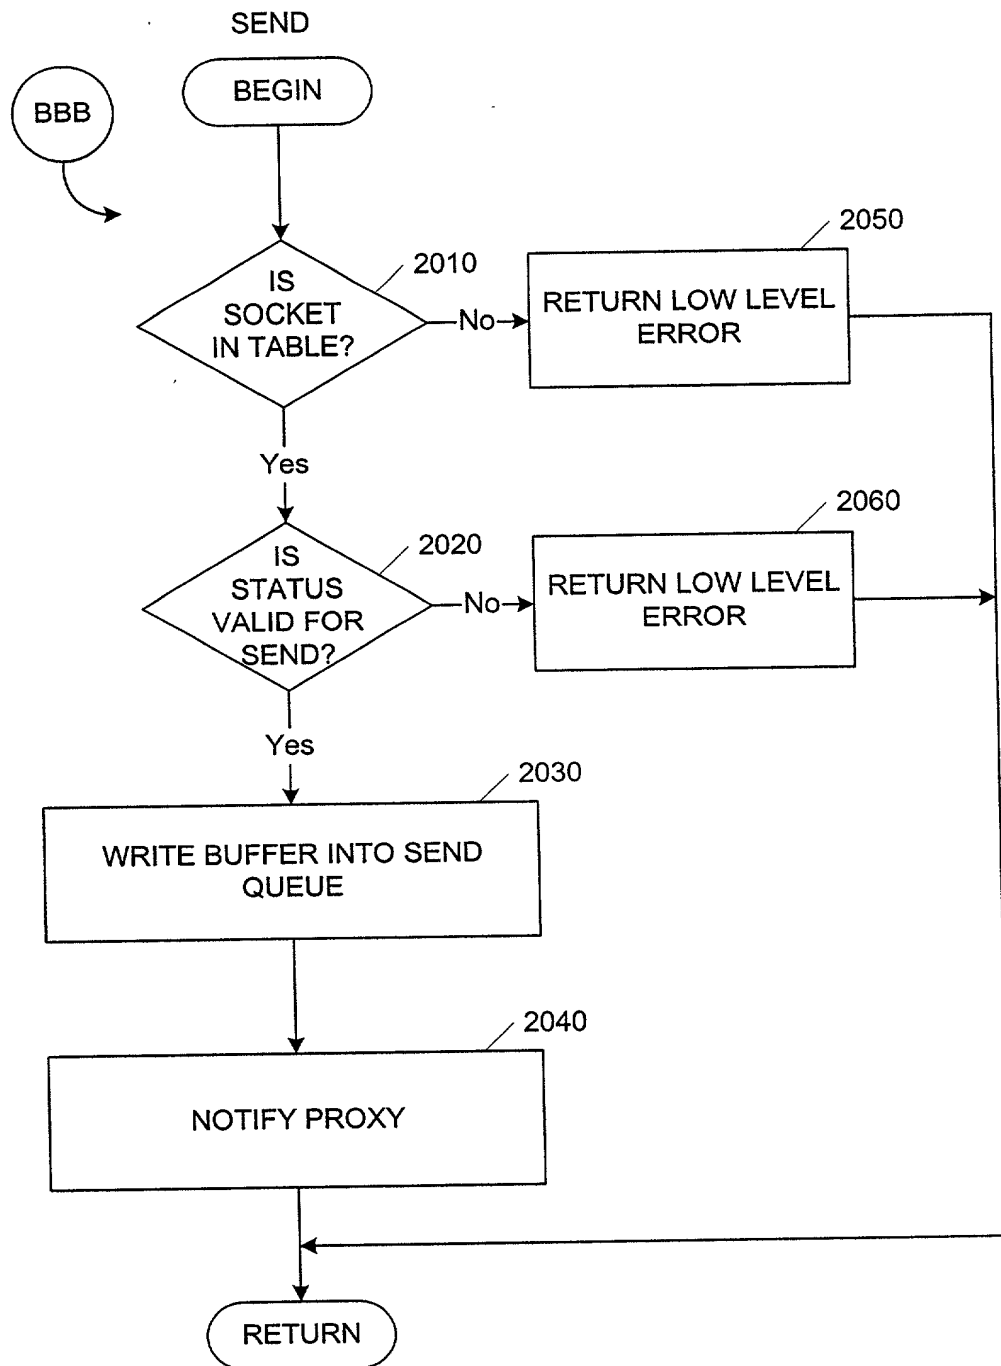 SEND
BEGIN
BBB
IS
SOCKET
IN TABLE?
2010
No
2050
RETURN LOW LEVEL
ERROR
Yes
IS
STATUS
VALID FOR
SEND?
2020
No
2060
RETURN LOW LEVEL
ERROR
Yes
2030
WRITE BUFFER INTO SEND
QUEUE
2040
NOTIFY PROXY
RETURN